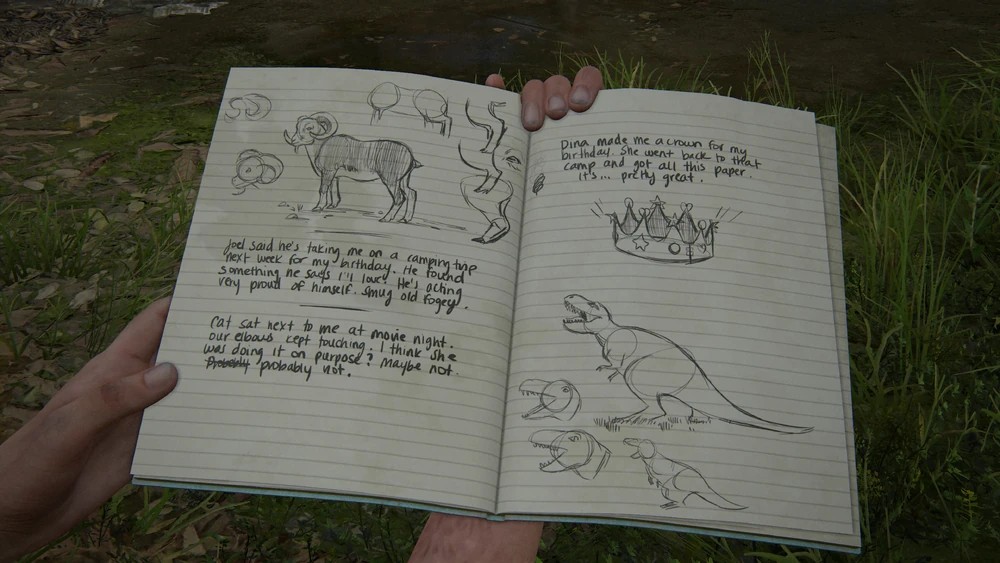 Joel said he's taking me on a camping trip
next week for my birthday. He found
something he says I'll love. He's acting
very proud of himself. Smug old fogey.
Cat sat next to me at movie night.
our elbows cept touching. I think she
was doing it on purpose? Maybe not.
Probably probably not.
Dina made me a crown for my
birthday. She went back to that
camp and got all this paper.
It's... pretty great.